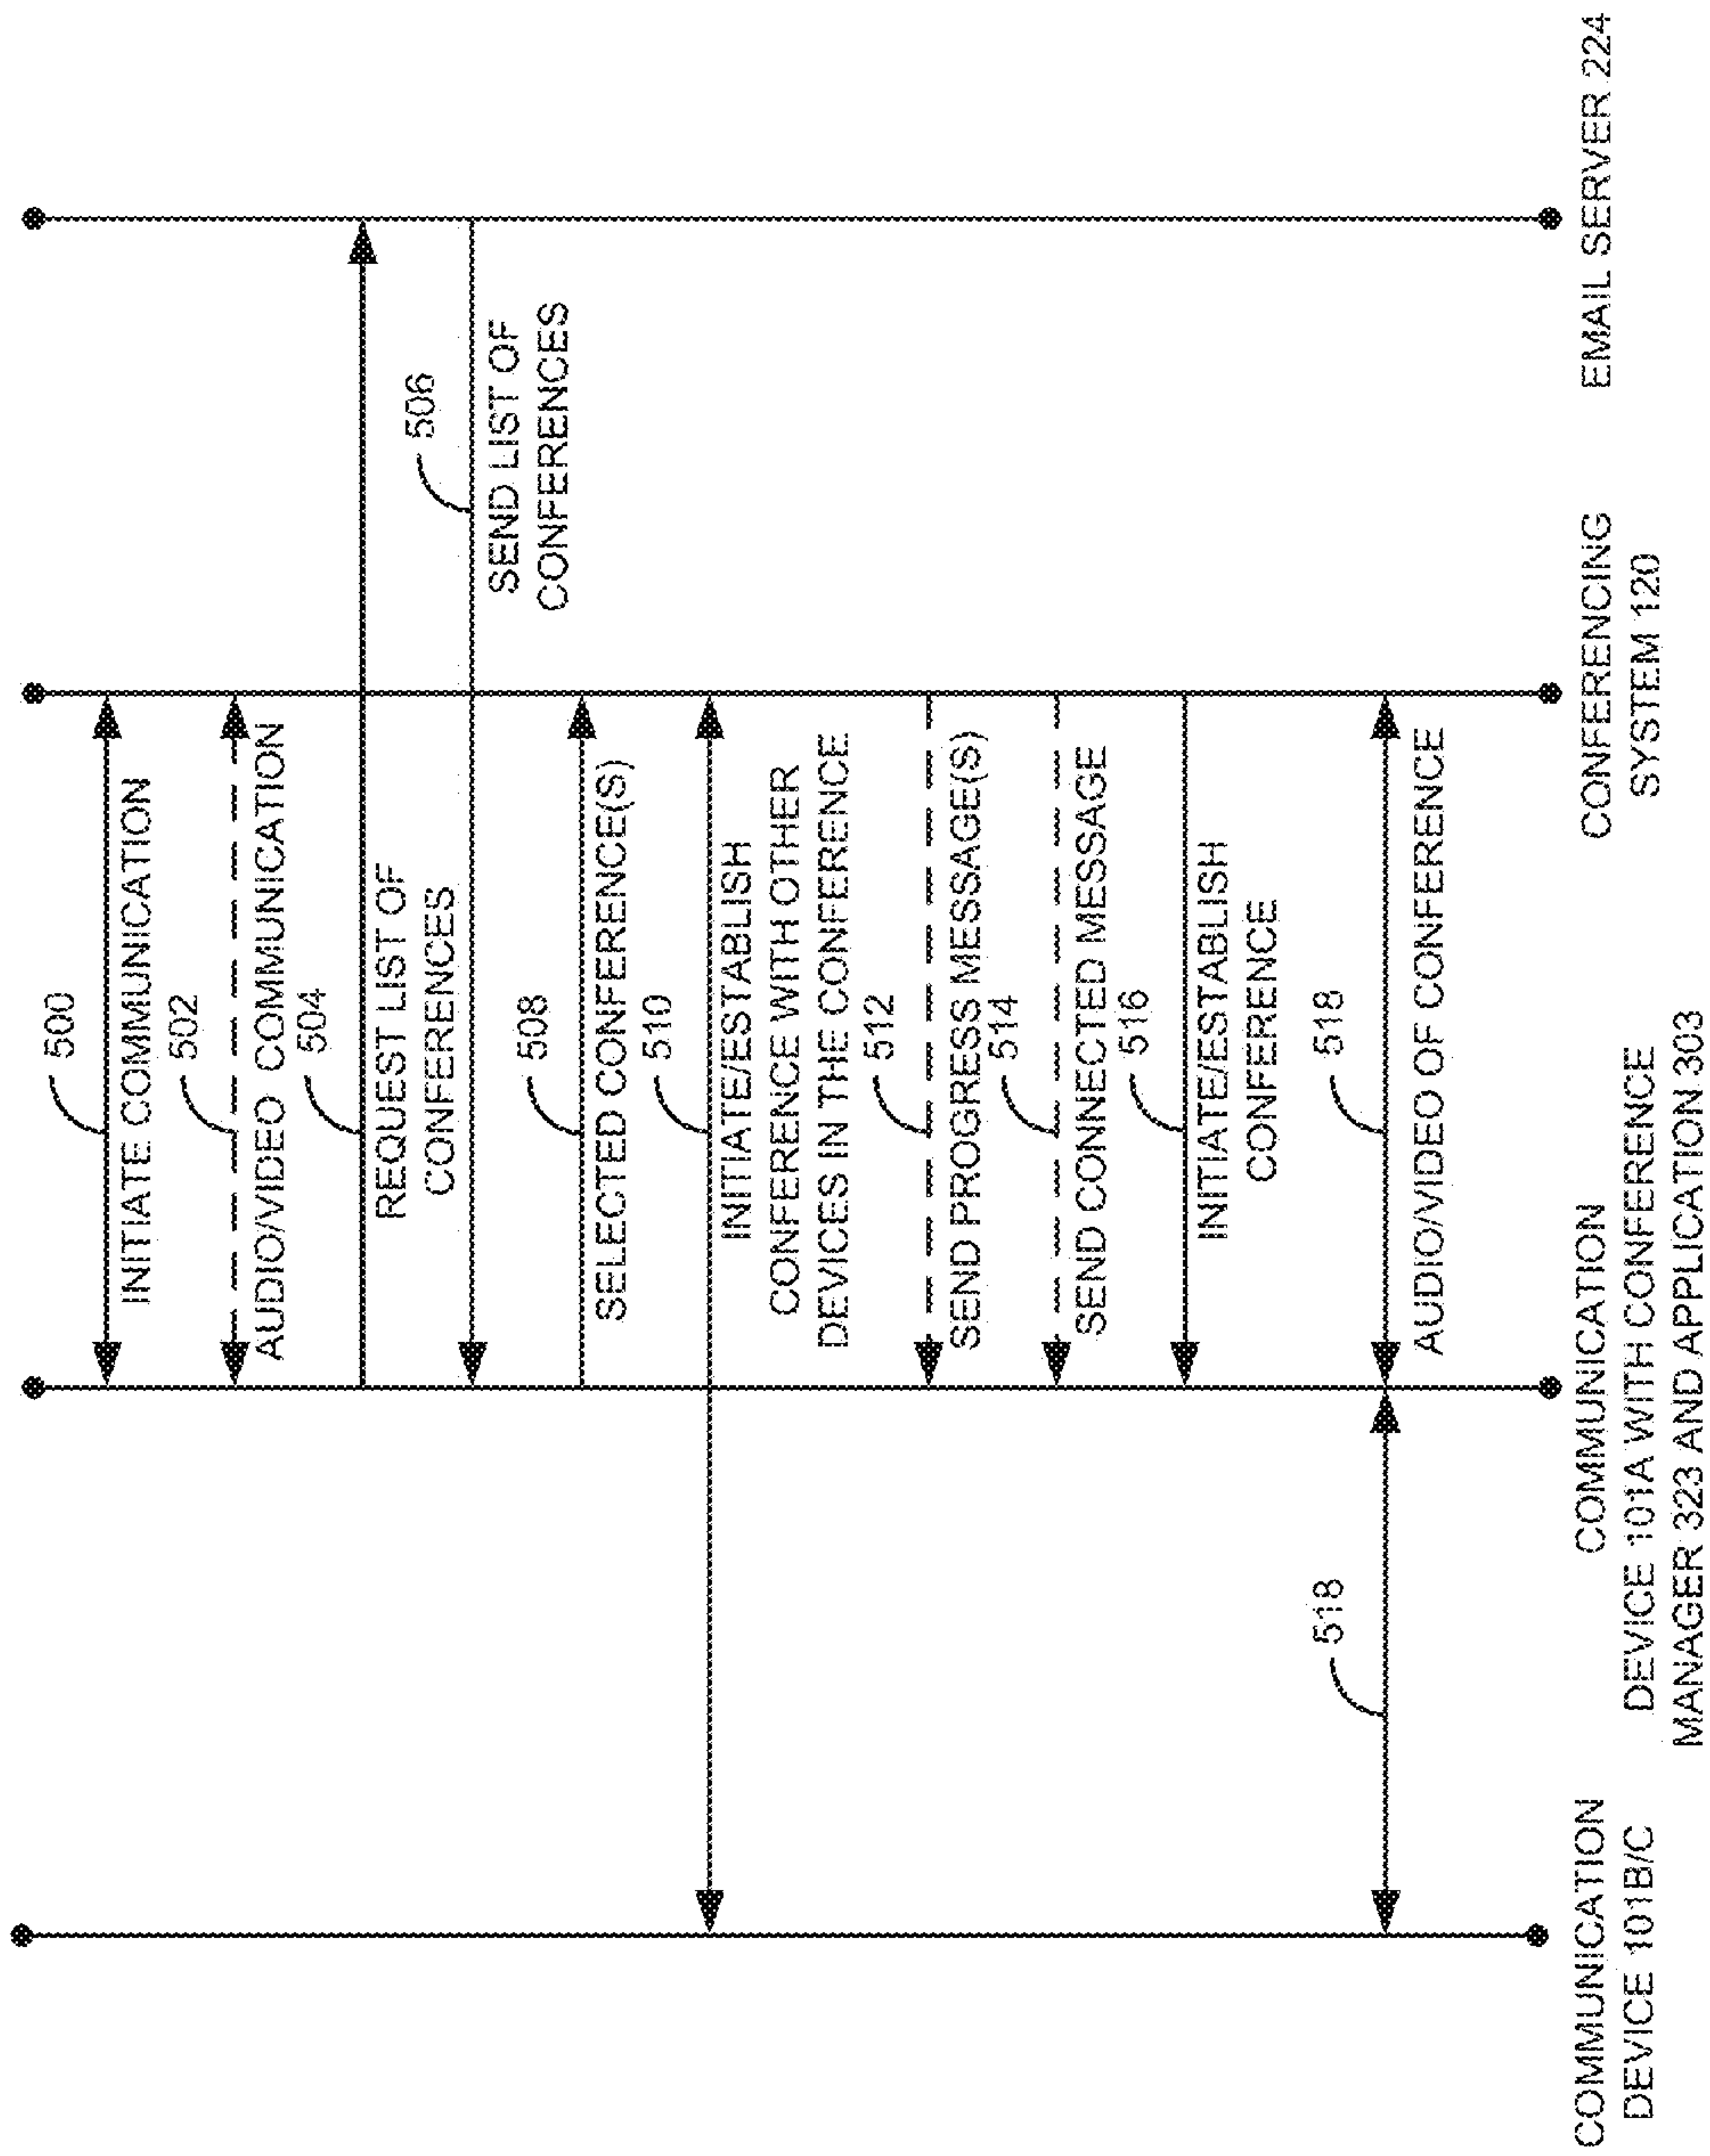 500
INITIATE COMMUNICATION
502
AUDIO/VIDEO COMMUNICATION
504
REQUEST LIST OF
CONFERENCES
506
SEND LIST OF
CONFERENCES
508
SELECTED CONFERENCE(S)
510
INITIATE/ESTABLISH
CONFERENCE WITH OTHER
DEVICES IN THE CONFERENCE
512
SEND PROGRESS MESSAGE(S)
514
SEND CONNECTED MESSAGE
516
INITIATE/ESTABLISH
CONFERENCE
518
518
AUDIO/VIDEO OF CONFERENCE
COMMUNICATION
DEVICE 101B/C
COMMUNICATION
DEVICE 101A WITH CONFERENCE
MANAGER 323 AND APPLICATION 303
CONFERENCING
SYSTEM 120
EMAIL SERVER 224